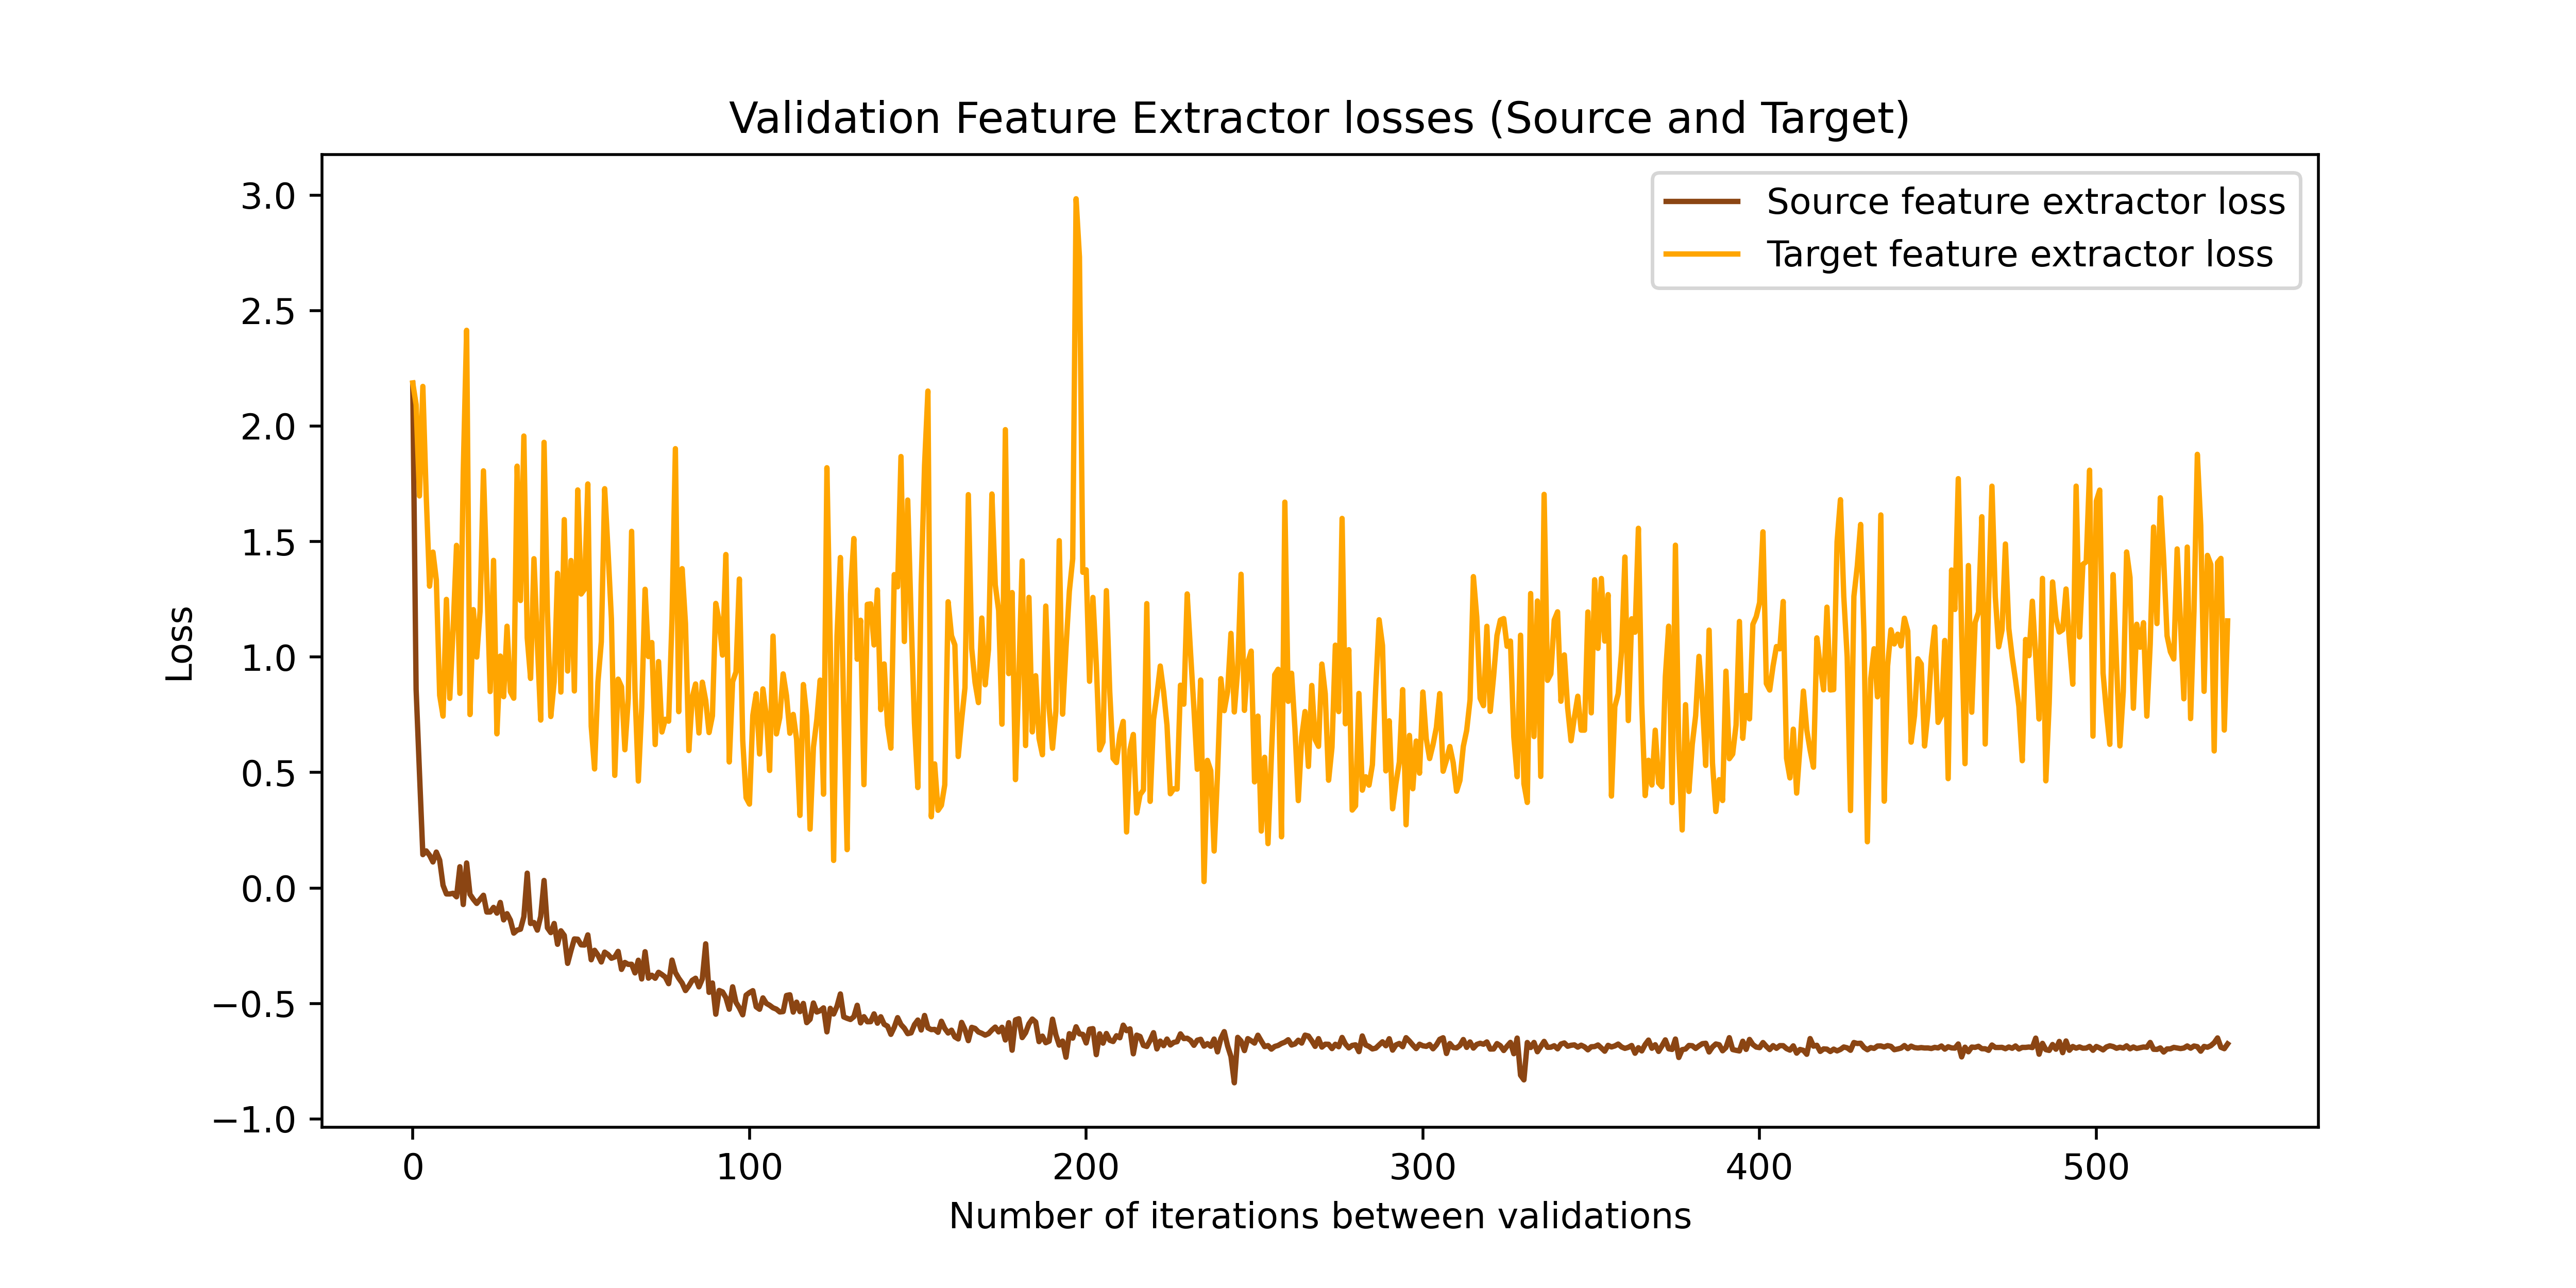 Validation Feature Extractor losses (Source and Target)
Source feature extractor loss
Target feature extractor loss
3.0
2.5
2.0
1.5
1.0
0.5
0.0
−0.5
−1.0
Loss
0 100 200 300 400 500
Number of iterations between validations